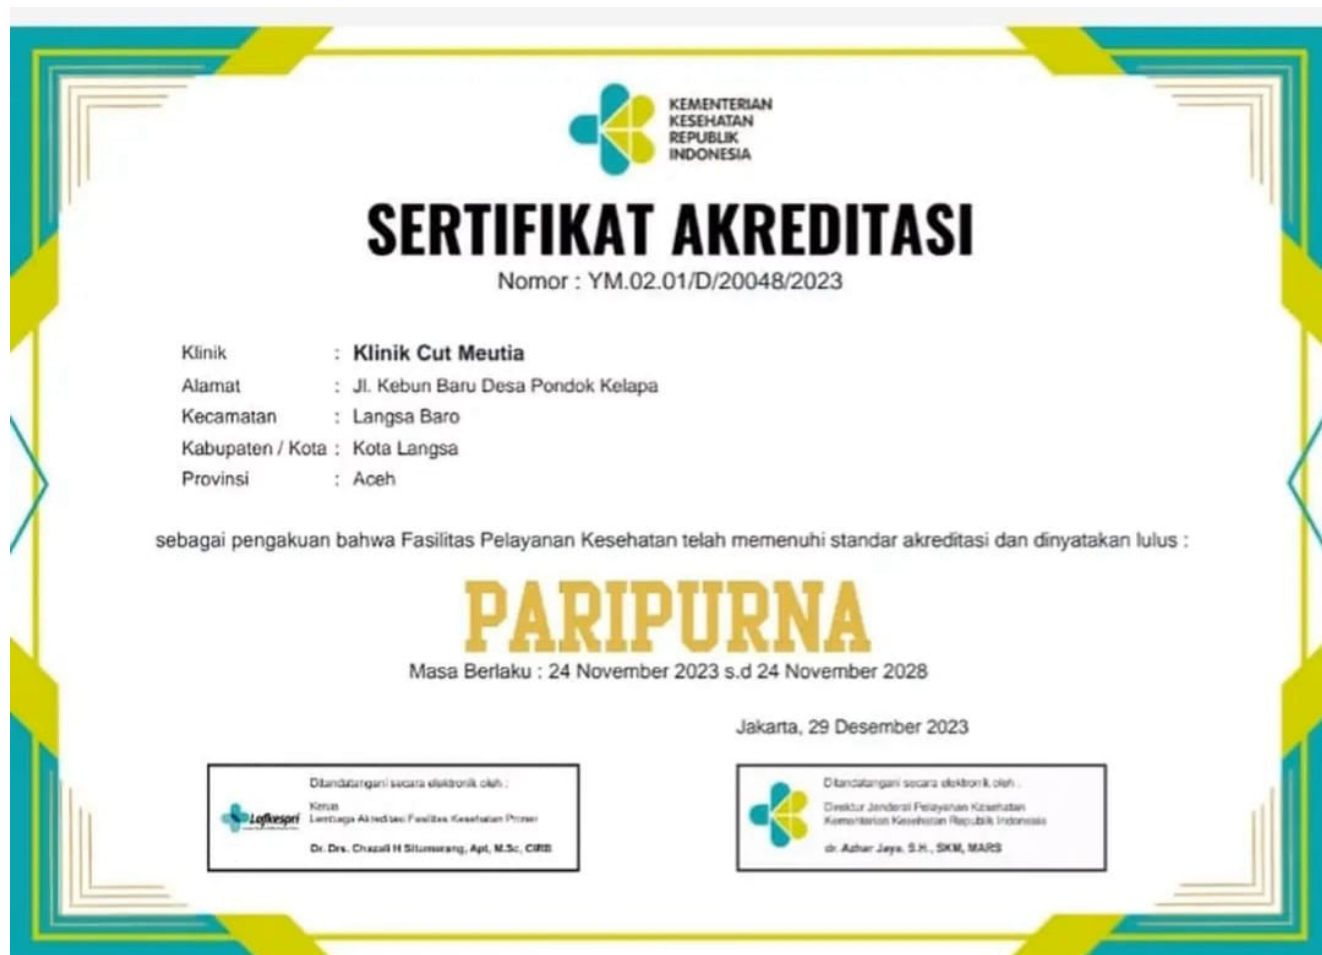 KEMENTERIAN
KESEHATAN
REPUBLIK
INDONESIA
SERTIFIKAT AKREDITASI
Nomor : YM.02.01/D/20048/2023
Klinik : Klinik Cut Meutia
Alamat : Jl. Kebun Baru Desa Pondok Kelapa
Kecamatan : Langsa Baro
Kabupaten / Kota : Kota Langsa
Provinsi : Aceh
sebagai pengakuan bahwa Fasilitas Pelayanan Kesehatan telah memenuhi standar akreditasi dan dinyatakan lulus :
PARIPURNA
Masa Berlaku : 24 November 2023 s.d 24 November 2028
Jakarta, 29 Desember 2023
Ditandatangani secara elektronik oleh :
Ketua
Lembaga Akreditasi Fasilitas Kesehatan Primer
Lafkespri
Dr. Drs. Chazali H Situmorang, Apt, M.Sc, CIRB
Ditandatangani secara elektronik oleh :
Direktur Jenderal Pelayanan Kesehatan
Kementerian Kesehatan Republik Indonesia
dr. Azhar Jaya, S.H., SKM, MARS